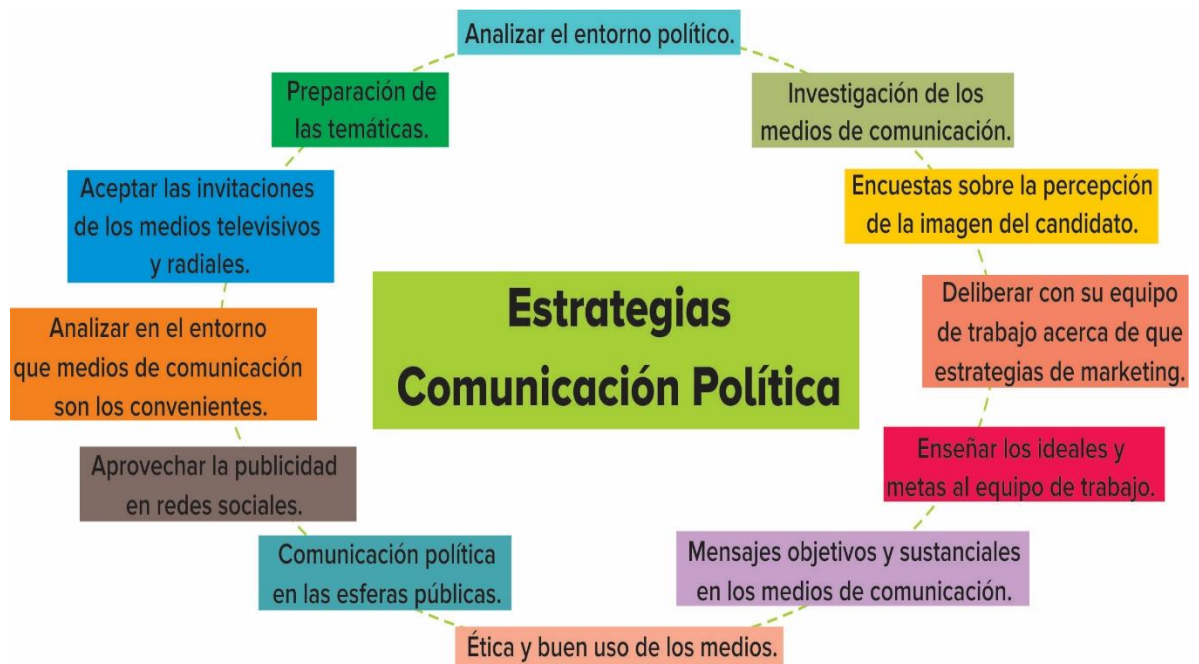 Analizar el entorno político.
Investigación de los
medios de comunicación.
Encuestas sobre la percepción
de la imagen del candidato.
Deliberar con su equipo
de trabajo acerca de que
estrategias de marketing.
Enseñar los ideales y
metas al equipo de trabajo.
Mensajes objetivos y sustanciales
en los medios de comunicación.
Ética y buen uso de los medios.
Comunicación política
en las esferas públicas.
Aprovechar la publicidad
en redes sociales.
Analizar en el entorno
que medios de comunicación
son los convenientes.
Aceptar las invitaciones
de los medios televisivos
y radiales.
Preparación de
las temáticas.
Estrategias
Comunicación Política